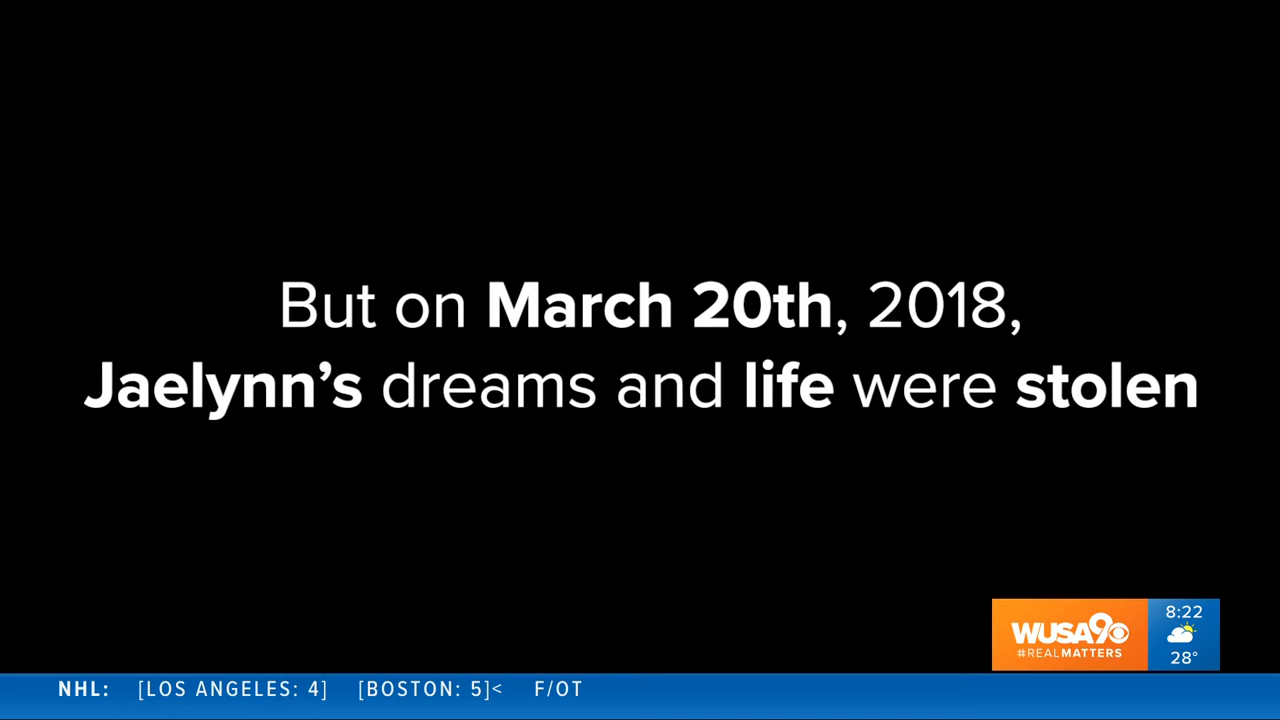 But on March 20th, 2018,
Jaelynn’s dreams and life were stolen
WUSA9
#REALMATTERS
8:22
28°
NHL: [LOS ANGELES: 4] [BOSTON: 5]< F/OT